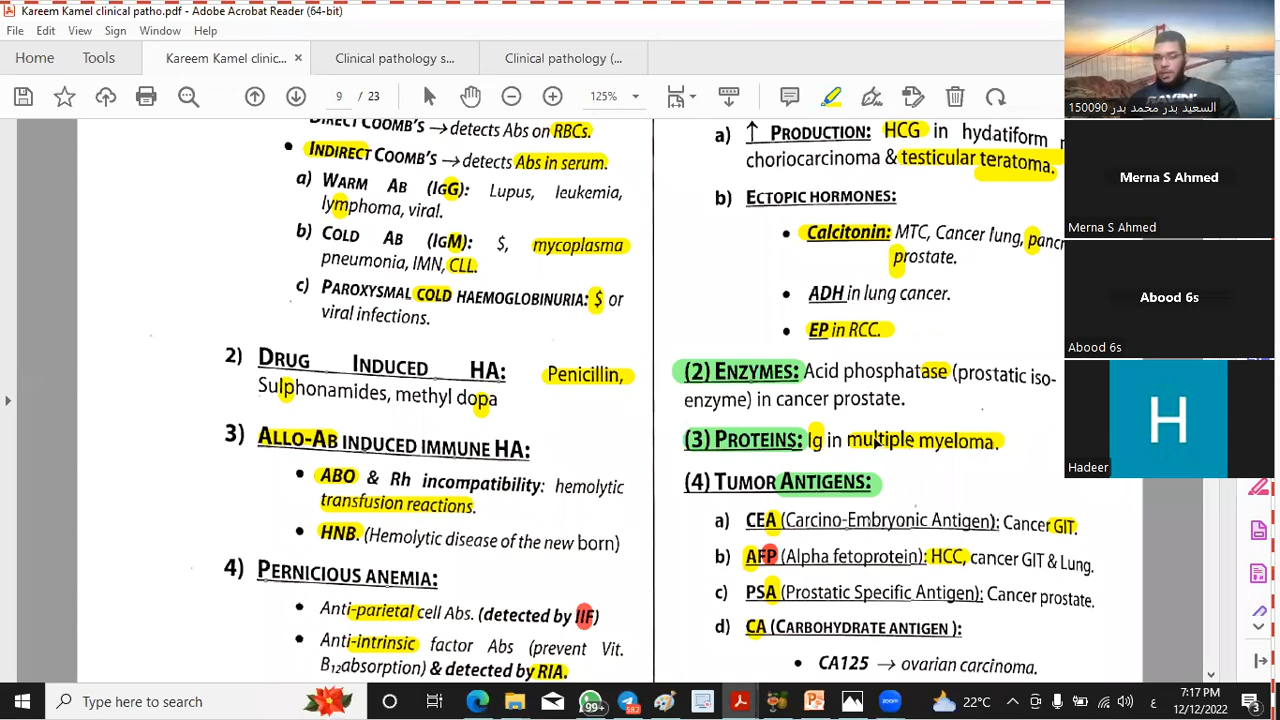 Kareem Kamel clinical patho.pdf - Adobe Acrobat Reader (64-bit)
File Edit View Sign Window Help
Home Tools Kareem Kamel clinic... × Clinical pathology s... Clinical pathology (...
9 / 23 125%
DIRECT COOMB'S → detects Abs on RBCs.
• INDIRECT COOMB'S → detects Abs in serum.
a) WARM AB (IGG): Lupus, leukemia,
lymphoma, viral.
b) COLD AB (IGM): $, mycoplasma
pneumonia, IMN, CLL.
c) PAROXYSMAL COLD HAEMOGLOBINURIA: $ or
viral infections.
2) DRUG INDUCED HA: Penicillin,
Sulphonamides, methyl dopa
3) ALLO-AB INDUCED IMMUNE HA:
• ABO & Rh incompatibility: hemolytic
transfusion reactions.
• HNB. (Hemolytic disease of the new born)
4) PERNICIOUS ANEMIA:
• Anti-parietal cell Abs. (detected by IIF)
• Anti-intrinsic factor Abs (prevent Vit.
B12absorption) & detected by RIA.
a) ↑ PRODUCTION: HCG in hydatiform
choriocarcinoma & testicular teratoma.
b) ECTOPIC HORMONES:
• Calcitonin: MTC, Cancer lung, pancr
prostate.
• ADH in lung cancer.
• EP in RCC.
(2) ENZYMES: Acid phosphatase (prostatic iso-
enzyme) in cancer prostate.
(3) PROTEINS: Ig in multiple myeloma.
(4) TUMOR ANTIGENS:
a) CEA (Carcino-Embryonic Antigen): Cancer GIT.
b) AFP (Alpha fetoprotein): HCC, cancer GIT & Lung.
c) PSA (Prostatic Specific Antigen): Cancer prostate.
d) CA (CARBOHYDRATE ANTIGEN ):
• CA125 → ovarian carcinoma.
السعيد بدر محمد بدر 150090
Merna S Ahmed
Merna S Ahmed
Abood 6s
Abood 6s
H
Hadeer
Type here to search
99+
582
zoom
22°C
ع
7:17 PM
12/12/2022
3